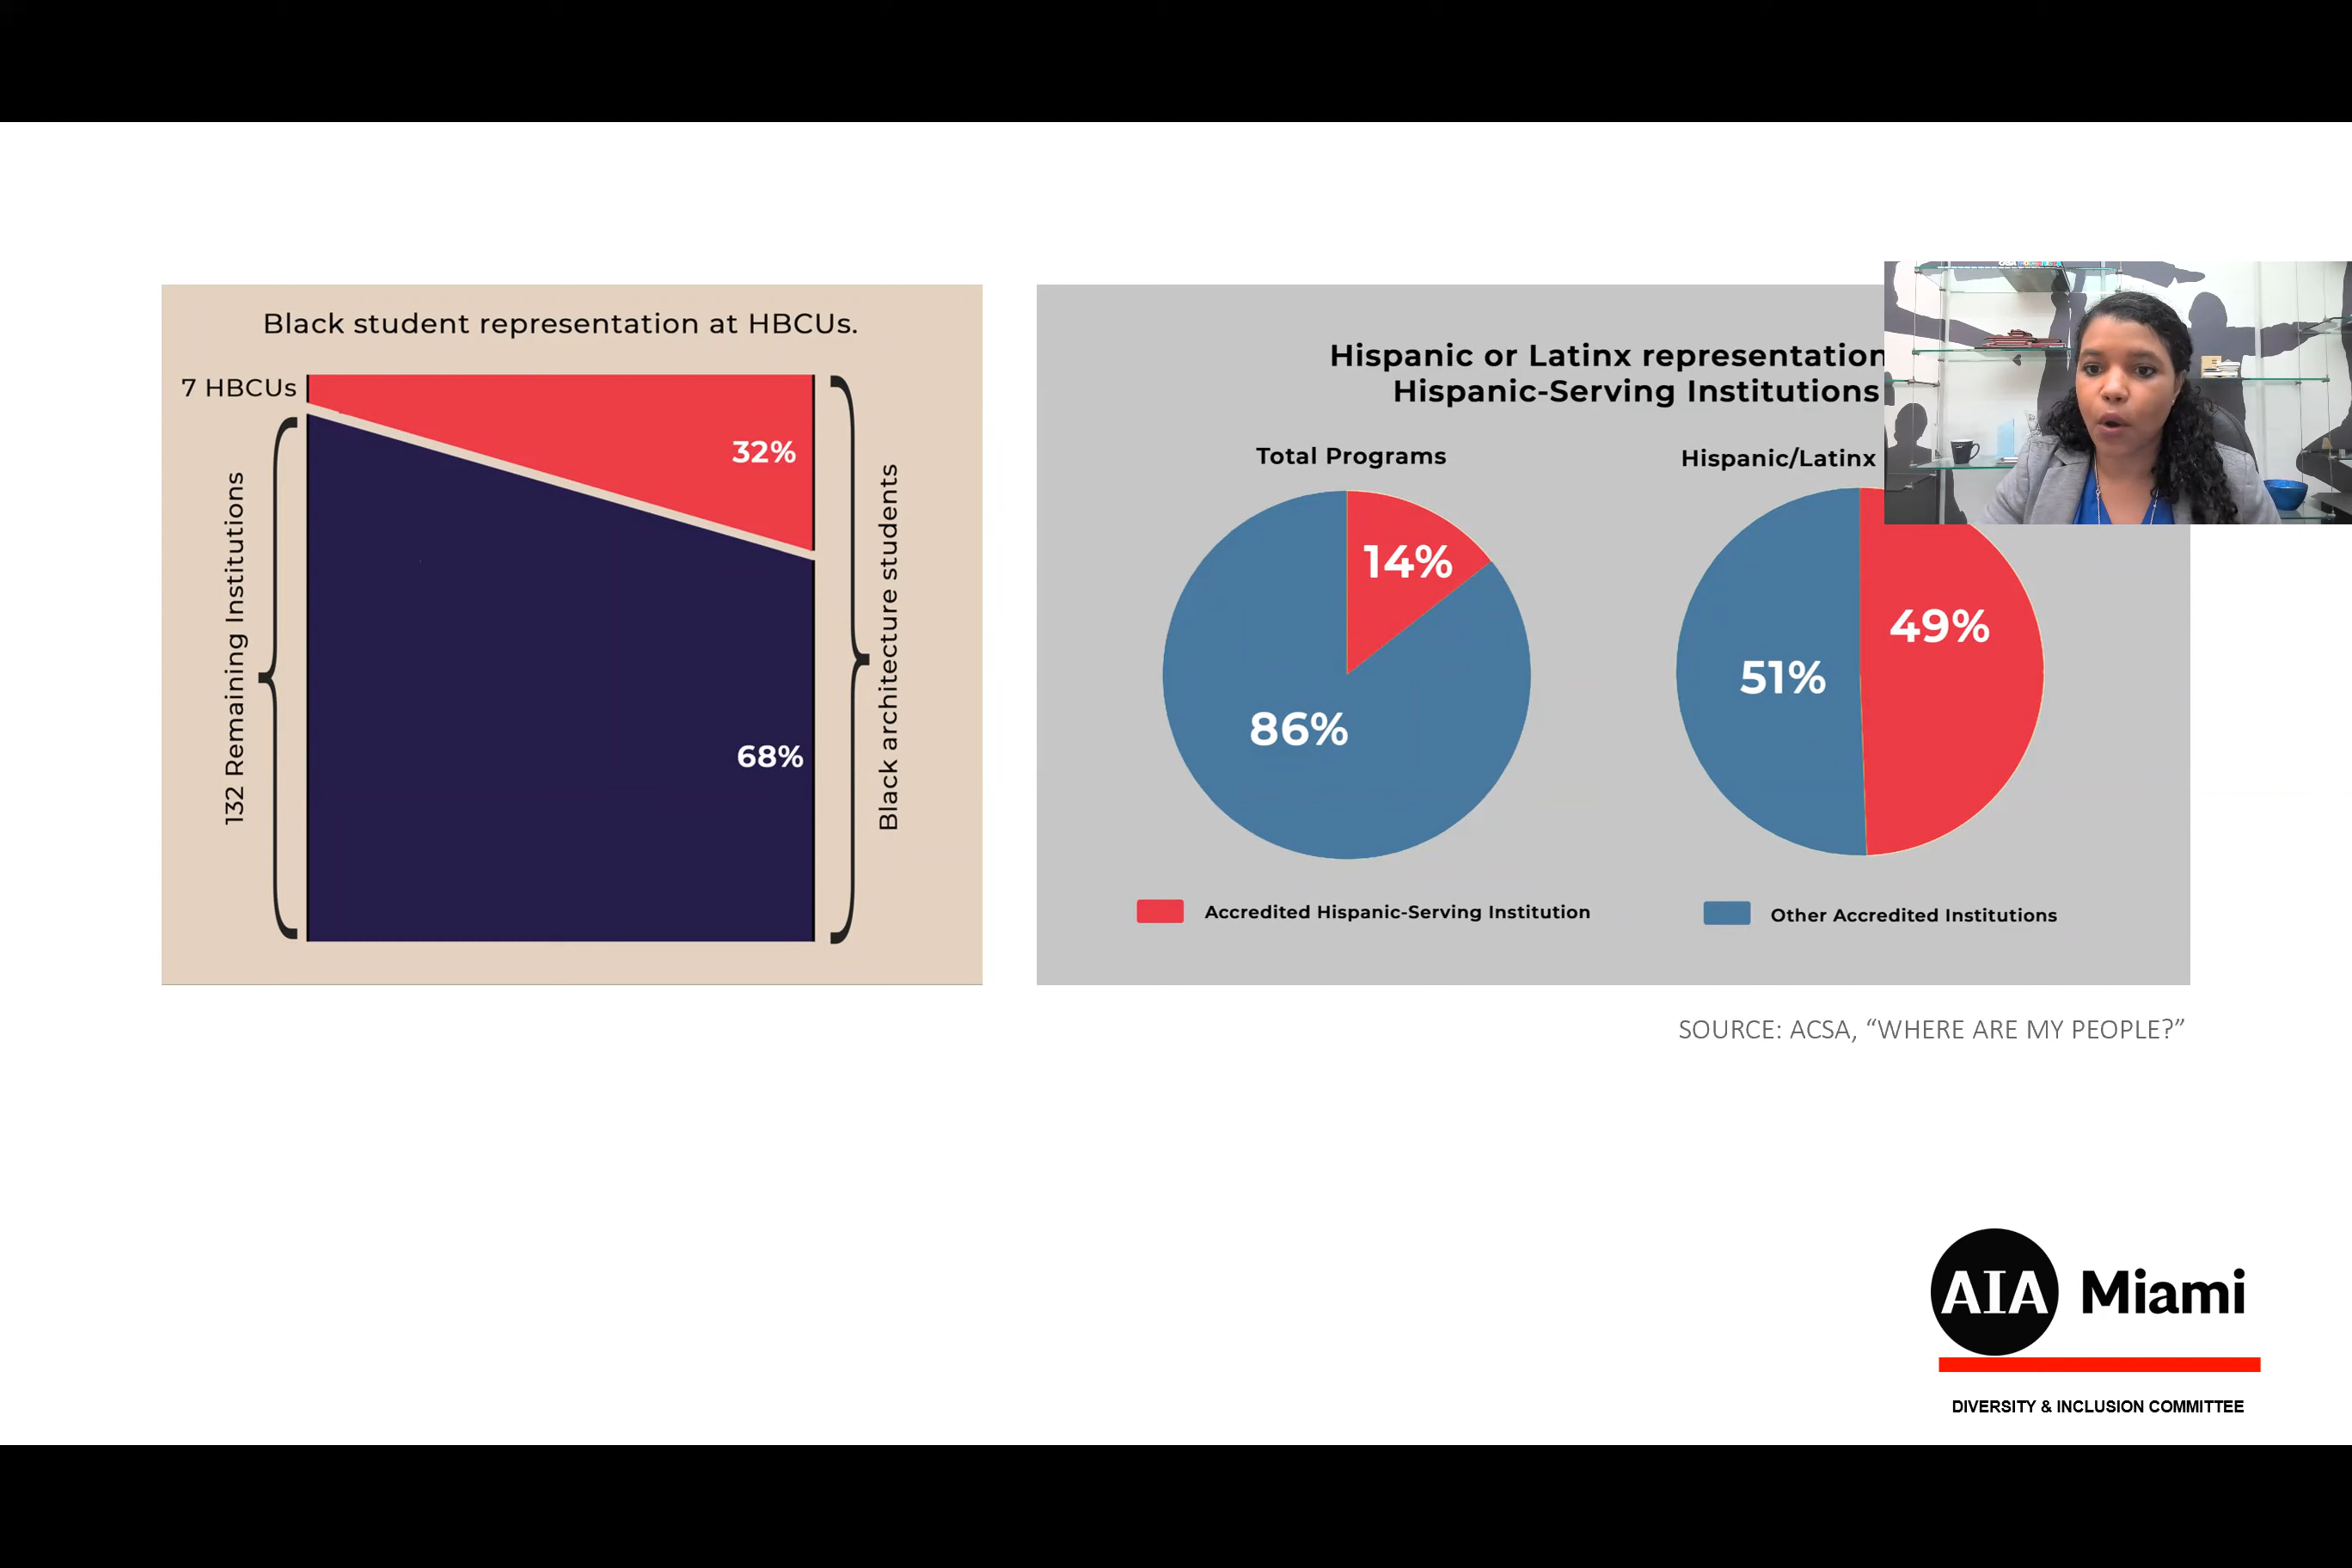 Black student representation at HBCUs.
7 HBCUs
32%
132 Remaining Institutions
68%
Black architecture students
Hispanic or Latinx representation
Hispanic-Serving Institutions
Total Programs
Hispanic/Latinx
14%
86%
49%
51%
Accredited Hispanic-Serving Institution
Other Accredited Institutions
SOURCE: ACSA, “WHERE ARE MY PEOPLE?”
AIA Miami
DIVERSITY & INCLUSION COMMITTEE